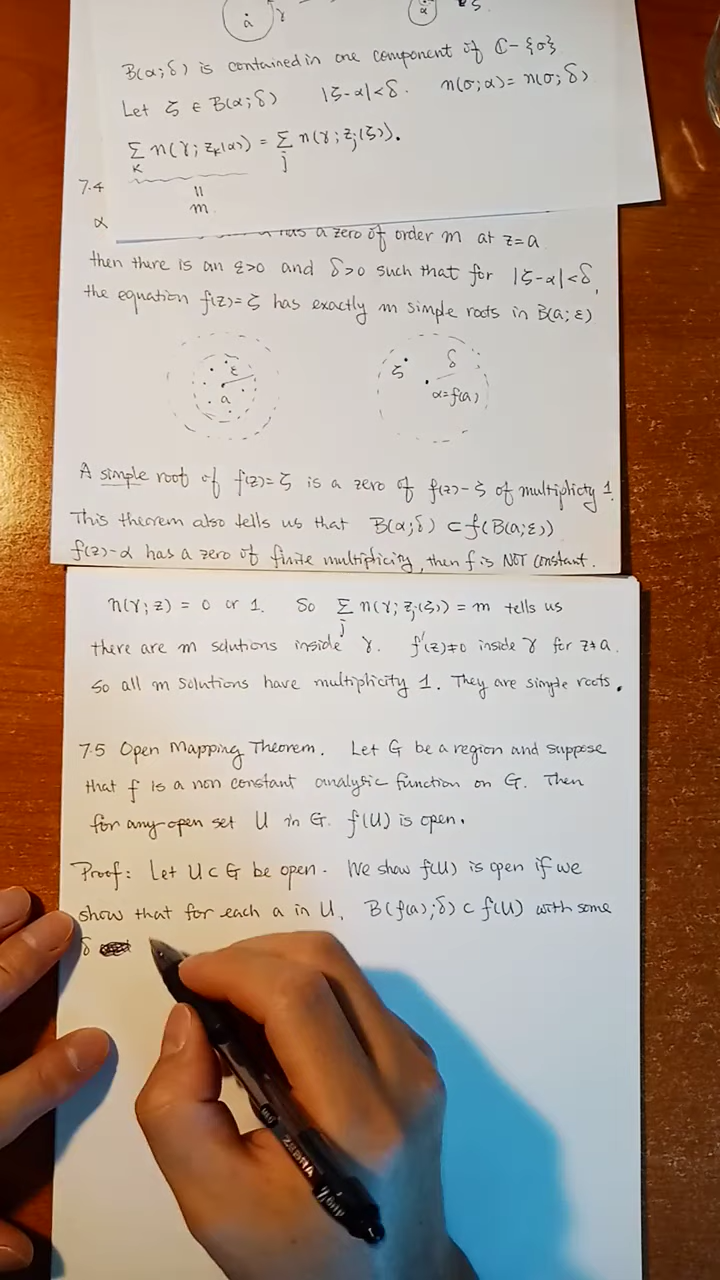 a γ
α ζ
B(α;δ) is contained in one component of ℂ-{σ}
Let ζ ∈ B(α;δ) |ζ-α|<δ. n(σ;α) = n(σ;δ)
∑ₖ n(γ; zₖ(α)) = ∑ⱼ n(γ; zⱼ(ζ)).
7.4
=
m
α
has a zero of order m at z=a
then there is an ε>0 and δ>0 such that for |ζ-α|<δ,
the equation f(z)=ζ has exactly m simple roots in B(a;ε)
ε a
ζ δ α=f(a)
A simple root of f(z)=ζ is a zero of f(z)-ζ of multiplicty 1.
This theorem also tells us that B(α;δ) ⊂ f(B(a;ε))
f(z)-α has a zero of finite multiplicity, then f is NOT constant.
n(γ;z) = 0 or 1. So ∑ⱼ n(γ; zⱼ(ζ)) = m tells us
there are m solutions inside γ. f'(z)≠0 inside γ for z≠a.
So all m solutions have multiplicity 1. They are simple roots.
7.5 Open Mapping Theorem. Let G be a region and suppose
that f is a non constant analytic function on G. Then
for any open set U in G. f(U) is open.
Proof: Let U⊂G be open. We show f(U) is open if we
show that for each a in U, B(f(a);δ) ⊂ f(U) with some
δ
ZEBRA
Z-Grip